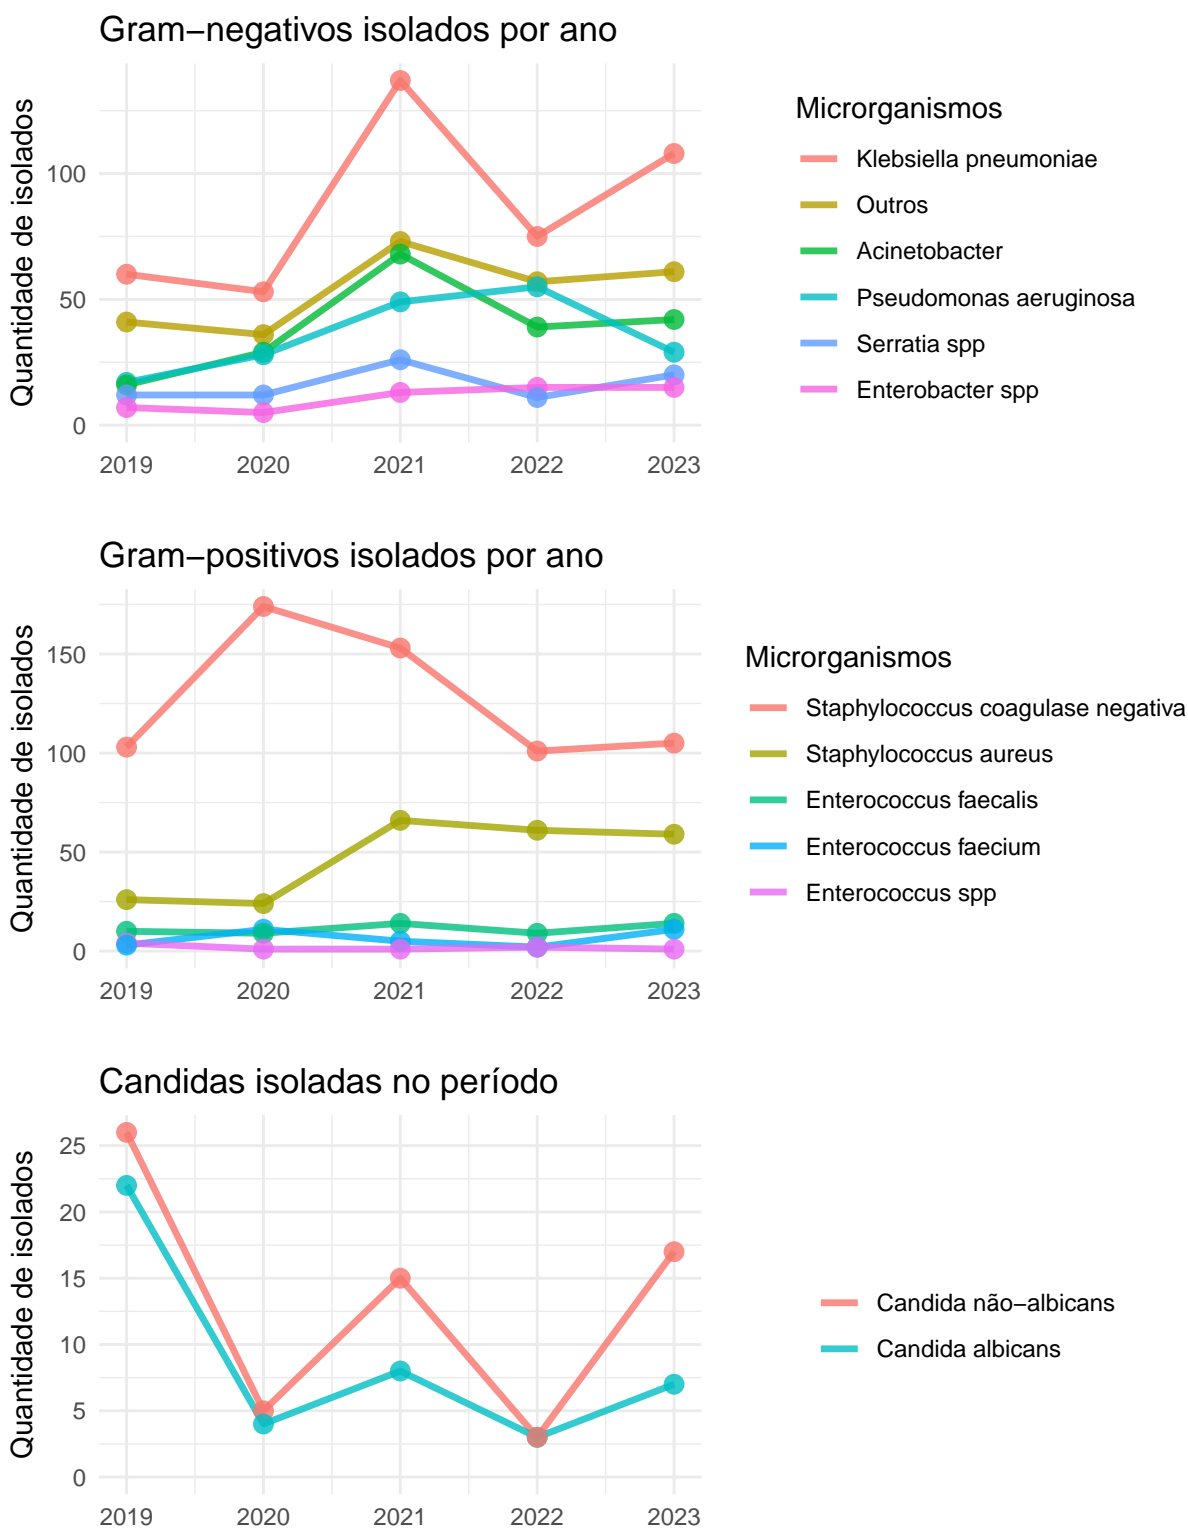 Gram−negativos isolados por ano
Quantidade de isolados
100
50
0
2019 2020 2021 2022 2023
Microrganismos
Klebsiella pneumoniae
Outros
Acinetobacter
Pseudomonas aeruginosa
Serratia spp
Enterobacter spp
Gram−positivos isolados por ano
Quantidade de isolados
150
100
50
0
2019 2020 2021 2022 2023
Microrganismos
Staphylococcus coagulase negativa
Staphylococcus aureus
Enterococcus faecalis
Enterococcus faecium
Enterococcus spp
Candidas isoladas no período
Quantidade de isolados
25
20
15
10
5
0
2019 2020 2021 2022 2023
Candida não−albicans
Candida albicans